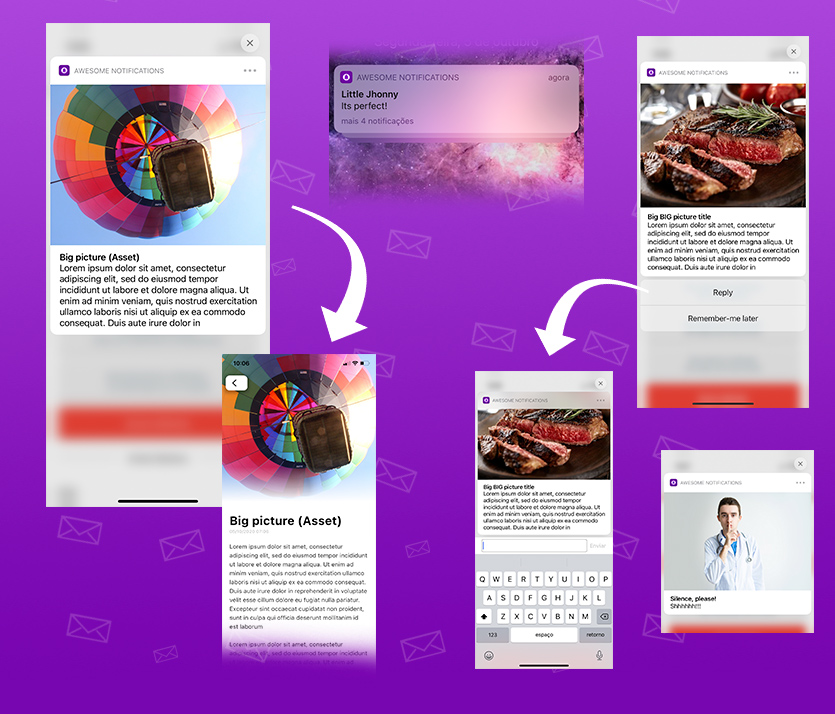 AWESOME NOTIFICATIONS
Big picture (Asset)
Lorem ipsum dolor sit amet, consectetur
adipiscing elit, sed do eiusmod tempor
incididunt ut labore et dolore magna aliqua. Ut
enim ad minim veniam, quis nostrud exercitation
ullamco laboris nisi ut aliquip ex ea commodo
consequat. Duis aute irure dolor in
AWESOME NOTIFICATIONS
agora
Little Jhonny
Its perfect!
mais 4 notificações
AWESOME NOTIFICATIONS
Big BIG picture title
Lorem ipsum dolor sit amet, consectetur
adipiscing elit, sed do eiusmod tempor
incididunt ut labore et dolore magna aliqua. Ut
enim ad minim veniam, quis nostrud exercitation
ullamco laboris nisi ut aliquip ex ea commodo
consequat. Duis aute irure dolor in
Reply
Remember-me later
10:06
Big picture (Asset)
Lorem ipsum dolor sit amet, consectetur
adipiscing elit, sed do eiusmod tempor
incididunt ut labore et dolore magna aliqua. Ut
enim ad minim veniam, quis nostrud exercitation
ullamco laboris nisi ut aliquip ex ea commodo
consequat. Duis aute irure dolor in
Duis aute irure dolor in reprehenderit in voluptate
velit esse cillum dolore eu fugiat nulla pariatur.
Excepteur sint occaecat cupidatat non proident,
sunt in culpa qui officia deserunt mollitanim id
est laborum
Lorem ipsum dolor sit amet, consectetur
adipiscing elit, sed do eiusmod tempor
AWESOME NOTIFICATIONS
Big BIG picture title
Lorem ipsum dolor sit amet, consectetur
adipiscing elit, sed do eiusmod tempor
incididunt ut labore et dolore magna aliqua. Ut
enim ad minim veniam, quis nostrud exercitation
ullamco laboris nisi ut aliquip ex ea commodo
consequat. Duis aute irure dolor in
Enviar
Q W E R T Y U I O P
A S D F G H J K L
Z X C V B N M
123 espaço retorno
AWESOME NOTIFICATIONS
Silence, please!
Shhhhhh!!!